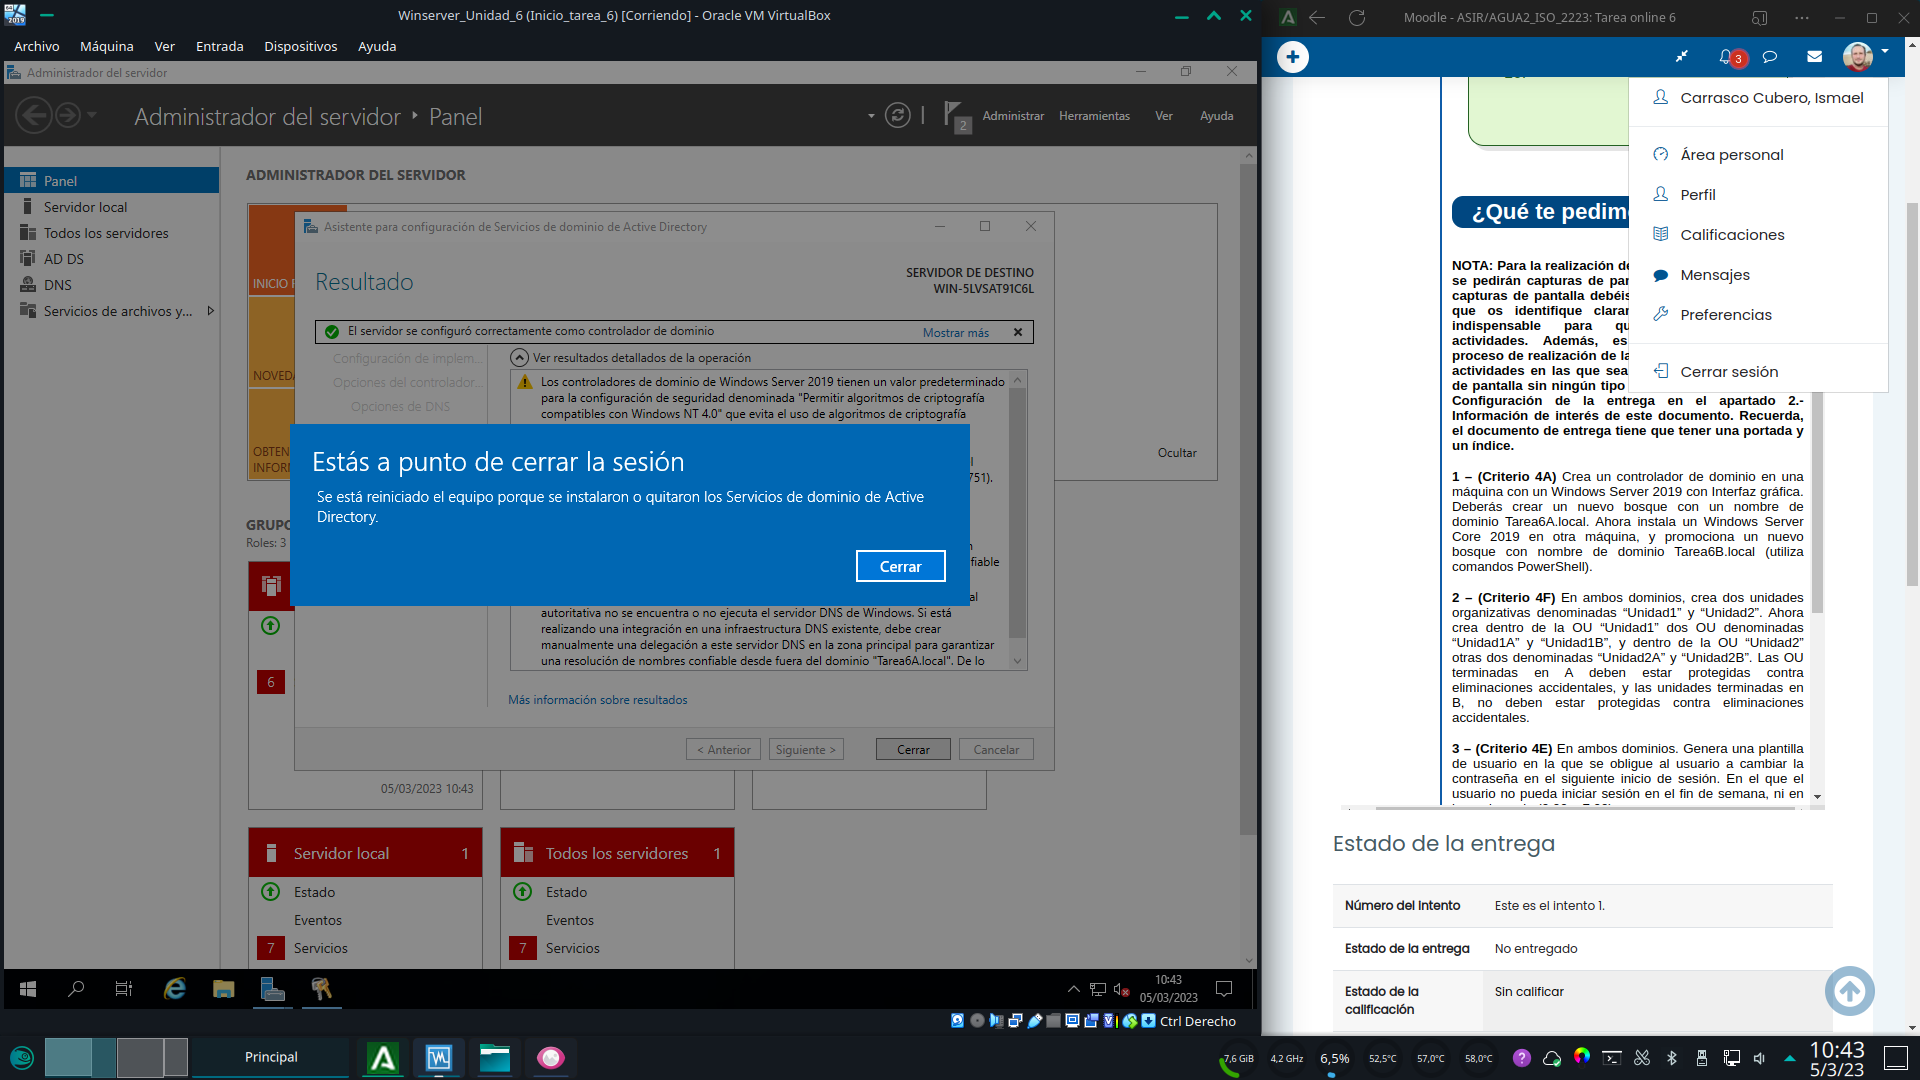 Winserver_Unidad_6 (Inicio_tarea_6) [Corriendo] - Oracle VM VirtualBox
Archivo Máquina Ver Entrada Dispositivos Ayuda
Administrador del servidor
Administrador del servidor ‣ Panel
2
Administrar Herramientas Ver Ayuda
Panel
Servidor local
Todos los servidores
AD DS
DNS
Servicios de archivos y...
ADMINISTRADOR DEL SERVIDOR
INICIO
Asistente para configuración de Servicios de dominio de Active Directory
Resultado
SERVIDOR DE DESTINO
WIN-5LVSAT91C6L
El servidor se configuró correctamente como controlador de dominio
Mostrar más
Configuración de implem...
Opciones del controlador...
Opciones de DNS
Ver resultados detallados de la operación
Los controladores de dominio de Windows Server 2019 tienen un valor predeterminado
para la configuración de seguridad denominada "Permitir algoritmos de criptografía
compatibles con Windows NT 4.0" que evita el uso de algoritmos de criptografía
751).
Ocultar
Estás a punto de cerrar la sesión
Se está reiniciado el equipo porque se instalaron o quitaron los Servicios de dominio de Active
Directory.
Cerrar
fiable
al
autoritativa no se encuentra o no ejecuta el servidor DNS de Windows. Si está
realizando una integración en una infraestructura DNS existente, debe crear
manualmente una delegación a este servidor DNS en la zona principal para garantizar
una resolución de nombres confiable desde fuera del dominio "Tarea6A.local". De lo
Más información sobre resultados
< Anterior Siguiente > Cerrar Cancelar
NOVED
OBTEN
INFOR
GRUPO
Roles: 3
6
05/03/2023 10:43
Servidor local 1
Estado
Eventos
7 Servicios
Todos los servidores 1
Estado
Eventos
7 Servicios
10:43
05/03/2023
Ctrl Derecho
Moodle - ASIR/AGUA2_ISO_2223: Tarea online 6
3
Carrasco Cubero, Ismael
Área personal
Perfil
Calificaciones
Mensajes
Preferencias
Cerrar sesión
¿Qué te pedim
NOTA: Para la realización de
se pedirán capturas de pan
capturas de pantalla debéis
que os identifique claram
indispensable para qu
actividades. Además, es
proceso de realización de la
actividades en las que sea
de pantalla sin ningún tipo
Configuración de la entrega en el apartado 2.-
Información de interés de este documento. Recuerda,
el documento de entrega tiene que tener una portada y
un índice.
1 – (Criterio 4A) Crea un controlador de dominio en una
máquina con un Windows Server 2019 con Interfaz gráfica.
Deberás crear un nuevo bosque con un nombre de
dominio Tarea6A.local. Ahora instala un Windows Server
Core 2019 en otra máquina, y promociona un nuevo
bosque con nombre de dominio Tarea6B.local (utiliza
comandos PowerShell).
2 – (Criterio 4F) En ambos dominios, crea dos unidades
organizativas denominadas “Unidad1” y “Unidad2”. Ahora
crea dentro de la OU “Unidad1” dos OU denominadas
“Unidad1A” y “Unidad1B”, y dentro de la OU “Unidad2”
otras dos denominadas “Unidad2A” y “Unidad2B”. Las OU
terminadas en A deben estar protegidas contra
eliminaciones accidentales, y las unidades terminadas en
B, no deben estar protegidas contra eliminaciones
accidentales.
3 – (Criterio 4E) En ambos dominios. Genera una plantilla
de usuario en la que se obligue al usuario a cambiar la
contraseña en el siguiente inicio de sesión. En el que el
usuario no pueda iniciar sesión en el fin de semana, ni en
Estado de la entrega
Número del intento Este es el intento 1.
Estado de la entrega No entregado
Estado de la
calificación
Sin calificar
Principal
7,6 GiB 4,2 GHz 6,5% 52,5°C 57,0°C 58,0°C
10:43
5/3/23